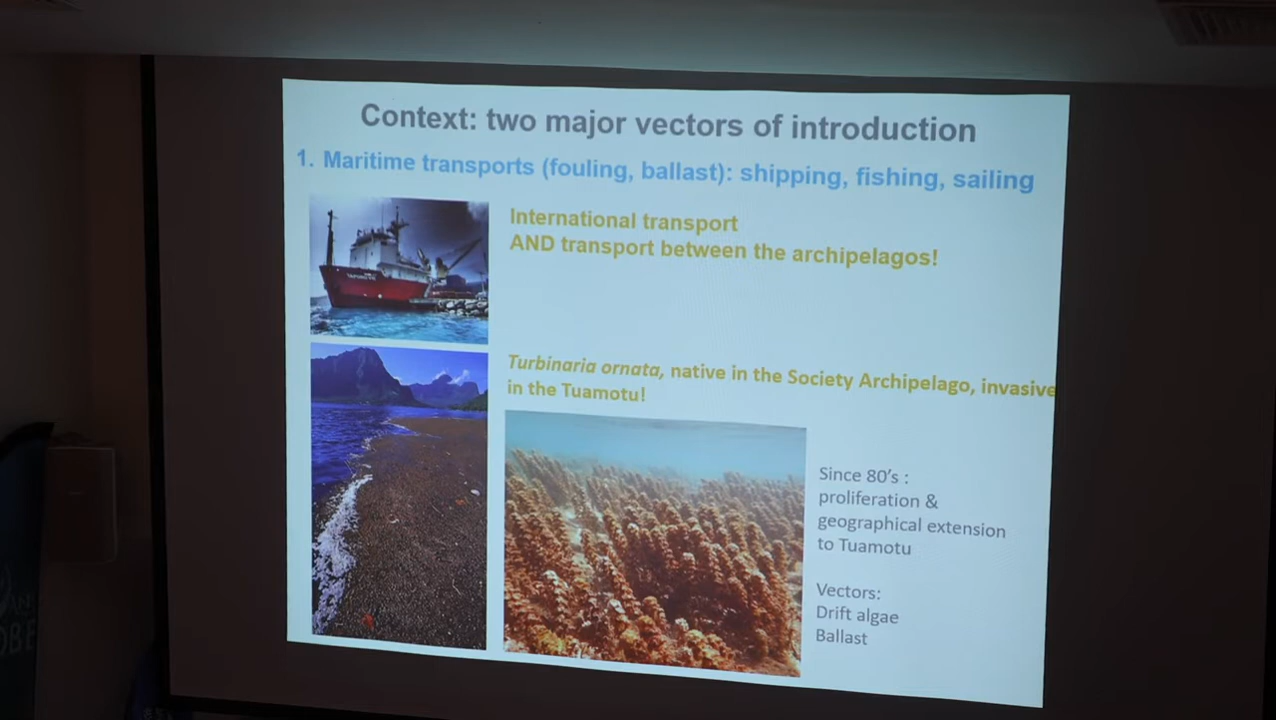 Context: two major vectors of introduction
1. Maritime transports (fouling, ballast): shipping, fishing, sailing
International transport
AND transport between the archipelagos!
Turbinaria ornata, native in the Society Archipelago, invasive
in the Tuamotu!
Since 80's :
proliferation &
geographical extension
to Tuamotu
Vectors:
Drift algae
Ballast